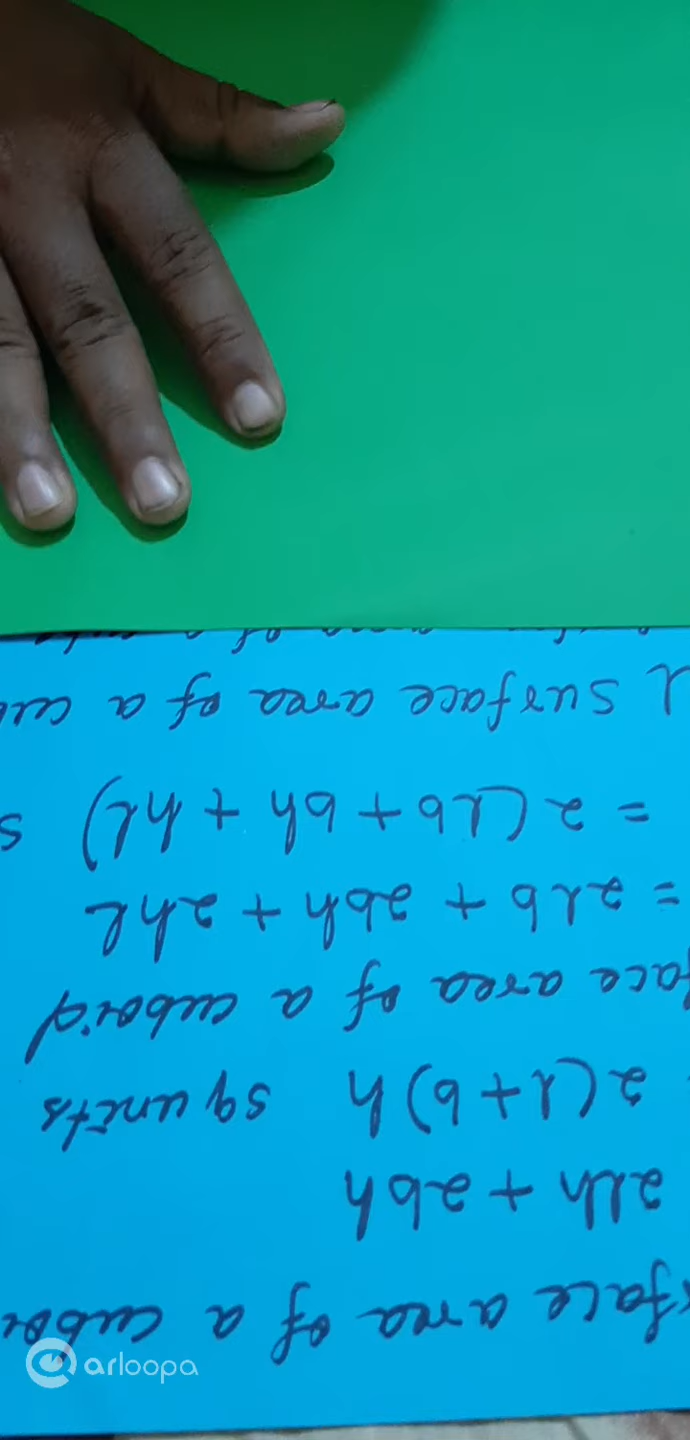 face area of a cuboi
2lh + 2bh
2(l+b)h sq units
face area of a cuboid
= 2lb + 2bh + 2hl
= 2(lb + bh + hl) s
l surface area of a cu
arloopa